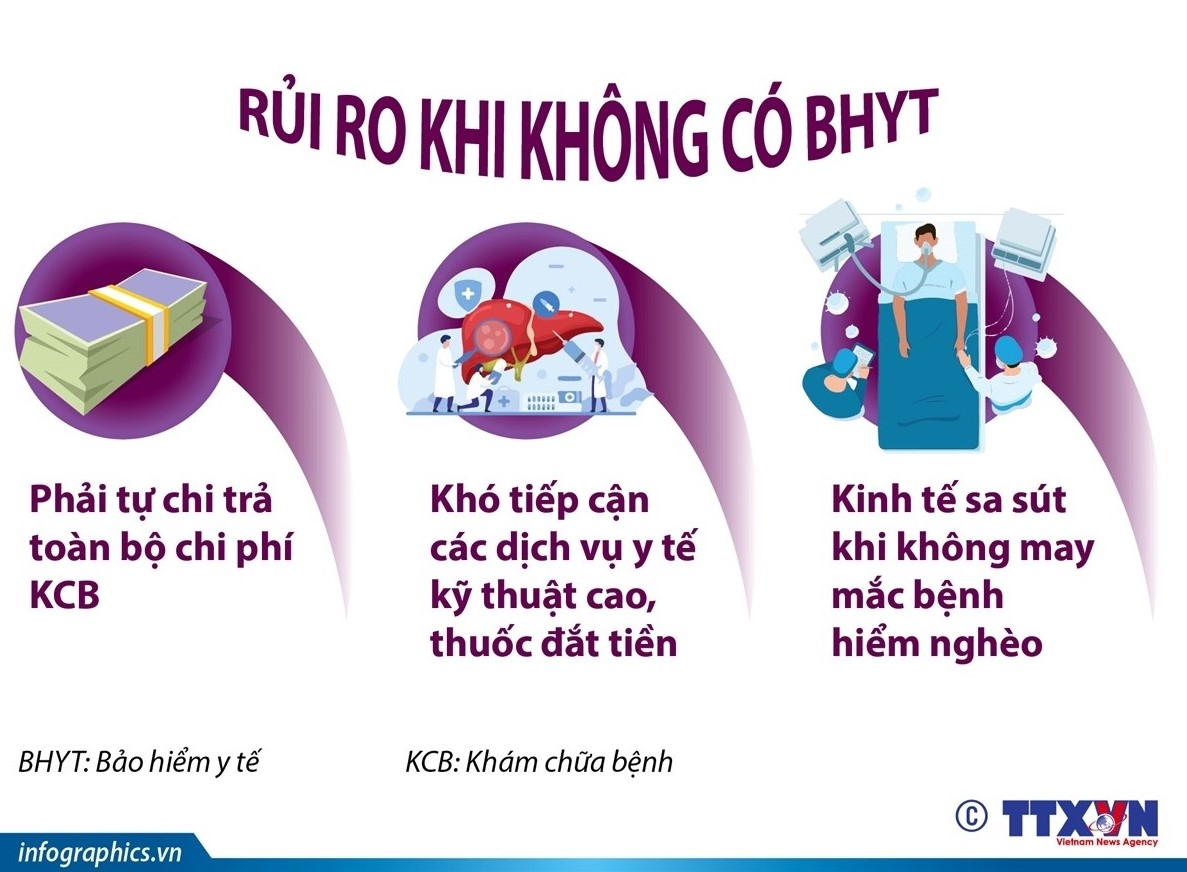 RỦI RO KHI KHÔNG CÓ BHYT
Phải tự chi trả
toàn bộ chi phí
KCB
Khó tiếp cận
các dịch vụ y tế
kỹ thuật cao,
thuốc đắt tiền
Kinh tế sa sút
khi không may
mắc bệnh
hiểm nghèo
BHYT: Bảo hiểm y tế
KCB: Khám chữa bệnh
© TTXVN
Vietnam News Agency
infographics.vn